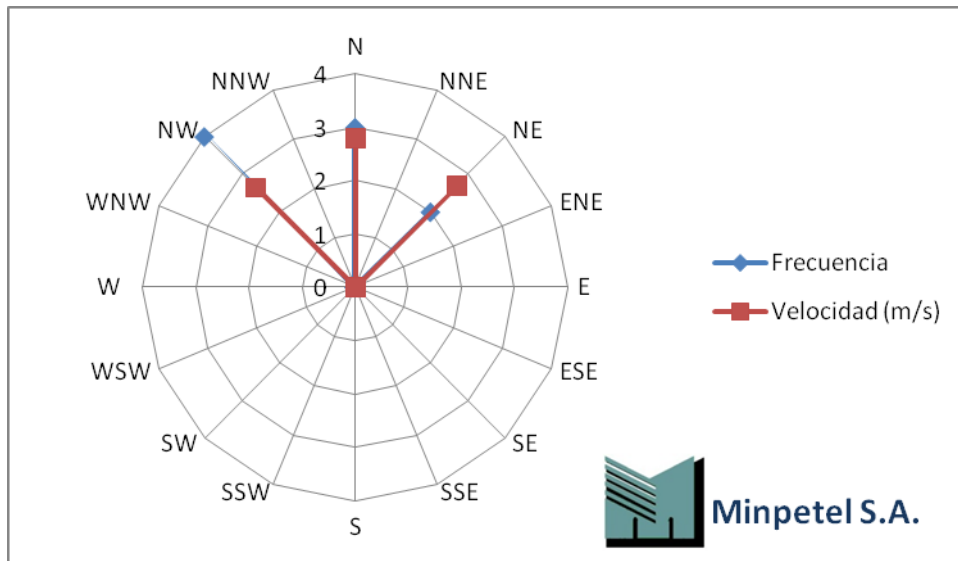 N
NNW
NNE
NW
NE
WNW
ENE
W
E
WSW
ESE
SW
SE
SSW
SSE
S
4
3
2
1
0
Frecuencia
Velocidad (m/s)
Minpetel S.A.